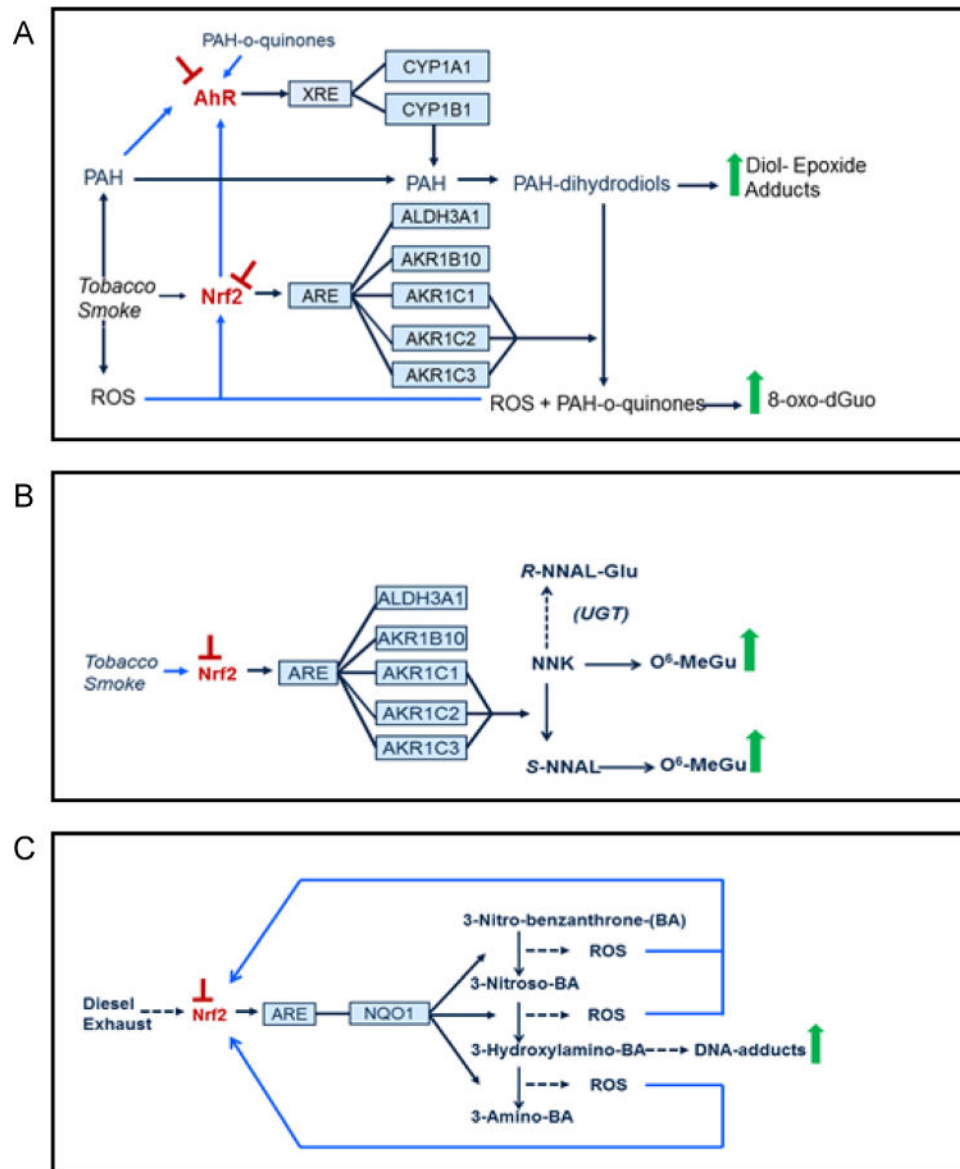 A
PAH-o-quinones
AhR
XRE
CYP1A1
CYP1B1
PAH
PAH
PAH-dihydrodiols
Diol- Epoxide
Adducts
ALDH3A1
AKR1B10
Tobacco
Smoke
Nrf2
ARE
AKR1C1
AKR1C2
AKR1C3
ROS
ROS + PAH-o-quinones
8-oxo-dGuo
B
R-NNAL-Glu
(UGT)
ALDH3A1
AKR1B10
Tobacco
Smoke
Nrf2
ARE
AKR1C1
AKR1C2
AKR1C3
NNK
O⁶-MeGu
S-NNAL
O⁶-MeGu
C
3-Nitro-benzanthrone-(BA)
ROS
3-Nitroso-BA
Diesel
Exhaust
Nrf2
ARE
NQO1
ROS
3-Hydroxylamino-BA
DNA-adducts
ROS
3-Amino-BA